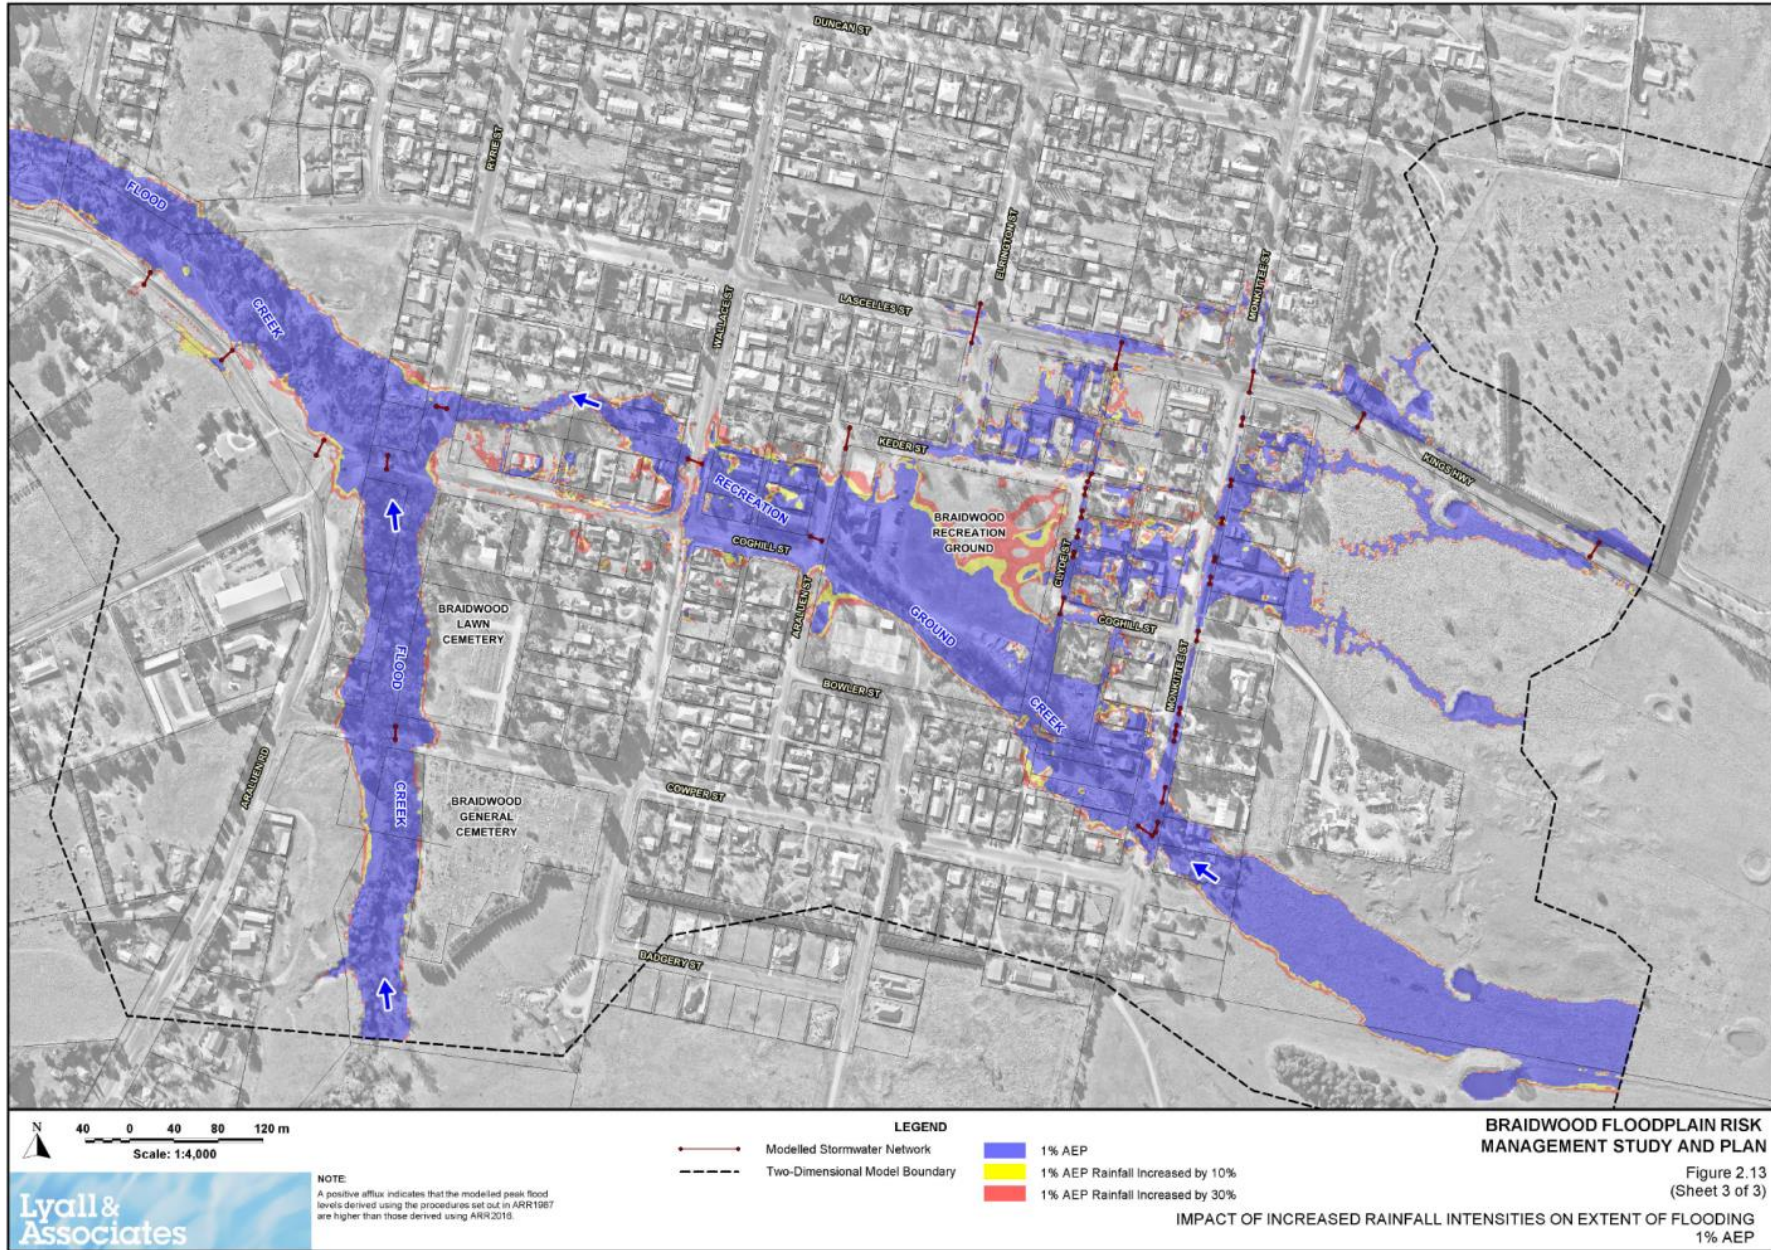 DUNCAN ST
RYRIE ST
FLOOD
ELRINGTON ST
MONKITTEE ST
CREEK
WALLACE ST
LASCELLES ST
KEDER ST
KINGS HWY
RECREATION
BRAIDWOOD
RECREATION
GROUND
COGHILL ST
CLYDE ST
ARALUEN ST
GROUND
COGHILL ST
BRAIDWOOD
LAWN
CEMETERY
FLOOD
MONKITTEE ST
BOWLER ST
CREEK
ARALUEN RD
COWPER ST
CREEK
BRAIDWOOD
GENERAL
CEMETERY
BADGERY ST
N
40 0 40 80 120 m
Scale: 1:4,000
Lyall &
Associates
NOTE:
A positive afflux indicates that the modelled peak flood
levels derived using the procedures set out in ARR1987
are higher than those derived using ARR2016.
LEGEND
Modelled Stormwater Network
Two-Dimensional Model Boundary
1% AEP
1% AEP Rainfall Increased by 10%
1% AEP Rainfall Increased by 30%
BRAIDWOOD FLOODPLAIN RISK
MANAGEMENT STUDY AND PLAN
Figure 2.13
(Sheet 3 of 3)
IMPACT OF INCREASED RAINFALL INTENSITIES ON EXTENT OF FLOODING
1% AEP